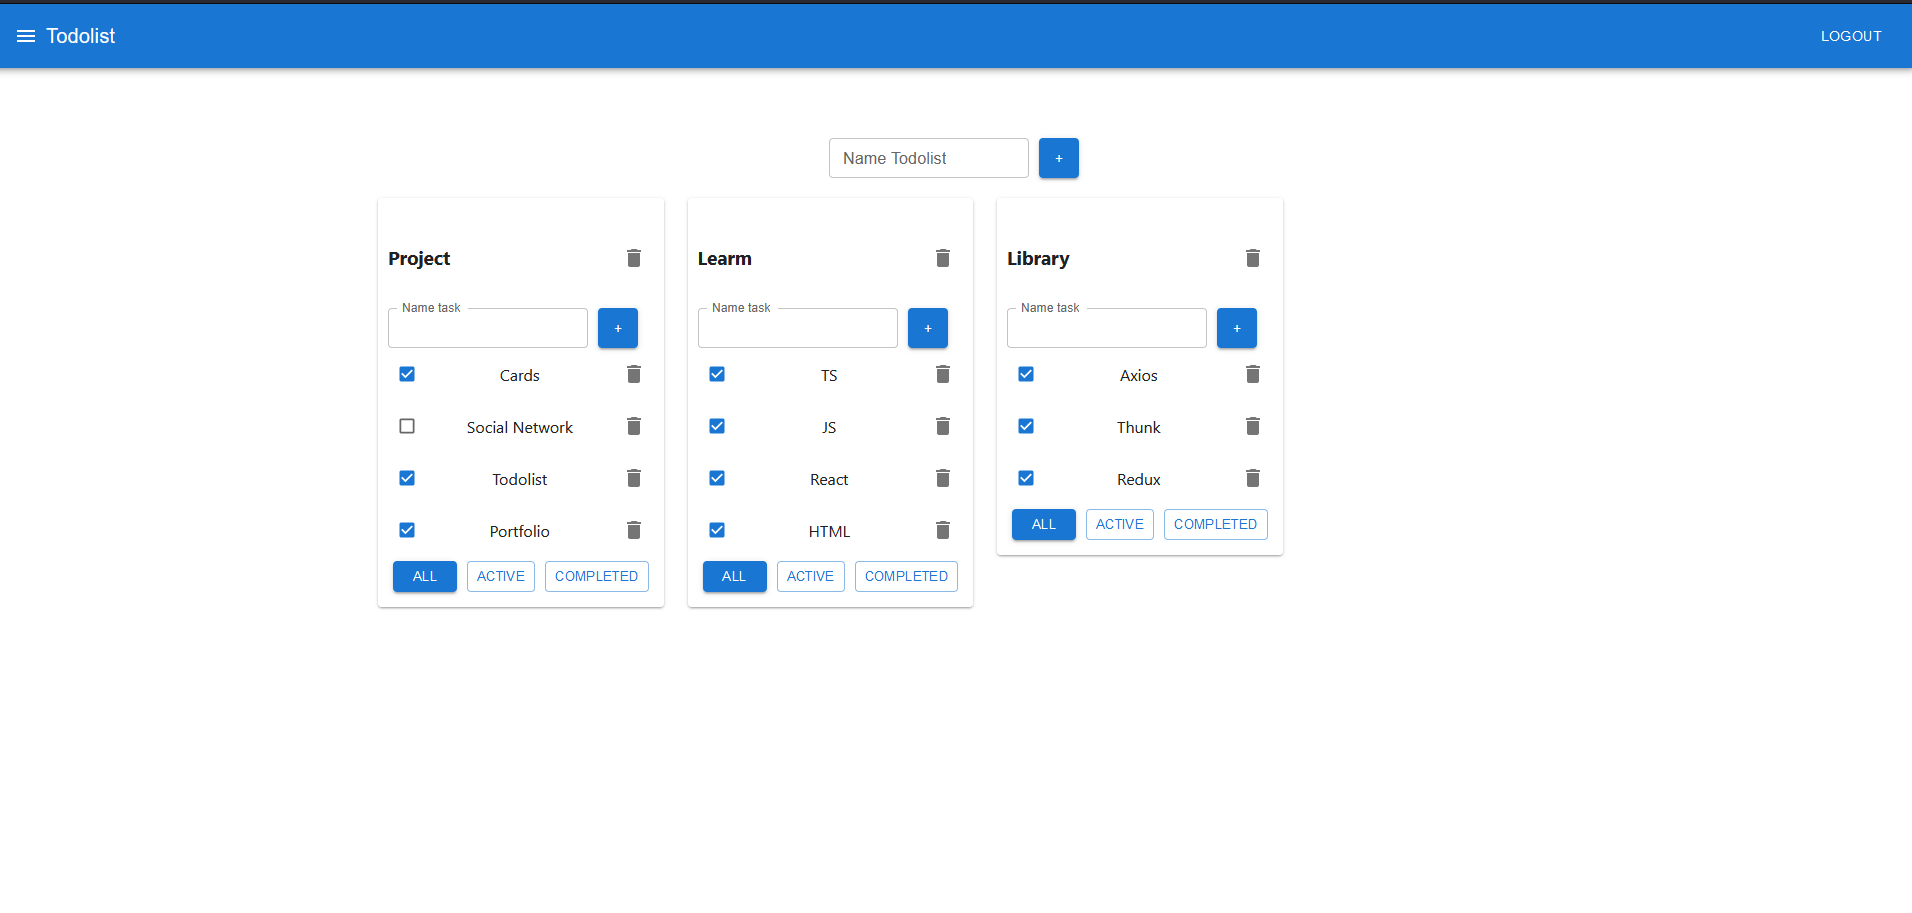 Todolist
LOGOUT
Name Todolist
+
Project
Name task
+
Cards
Social Network
Todolist
Portfolio
ALL ACTIVE COMPLETED
Learm
Name task
+
TS
JS
React
HTML
ALL ACTIVE COMPLETED
Library
Name task
+
Axios
Thunk
Redux
ALL ACTIVE COMPLETED